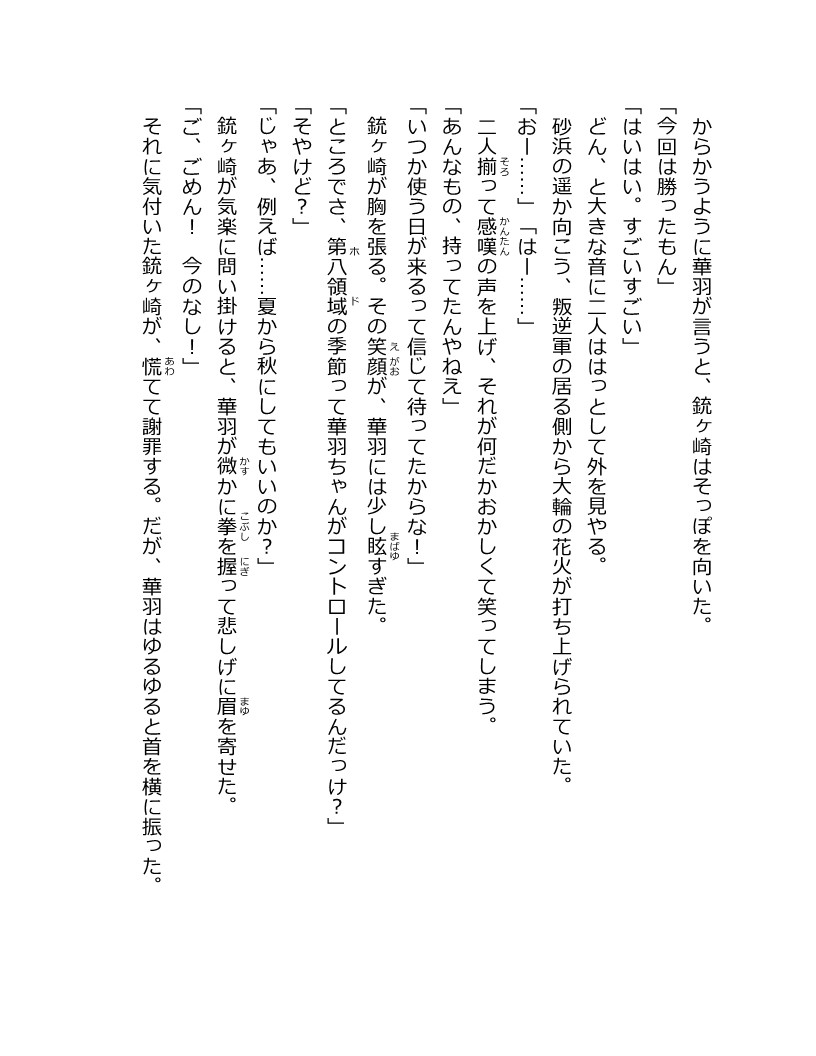 からかうように華羽が言うと、銃ヶ崎はそっぽを向いた。
「今回は勝ったもん」
「はいはい。すごいすごい」
どん、と大きな音に二人ははっとして外を見やる。
砂浜の遥か向こう、叛逆軍の居る側から大輪の花火が打ち上げられていた。
「おー……」「はー……」
二人揃って感嘆の声を上げ、それが何だかおかしくて笑ってしまう。
「あんなもの、持ってたんやねえ」
「いつか使う日が来るって信じて待ってたからな！」
銃ヶ崎が胸を張る。その笑顔が、華羽には少し眩すぎた。
「ところでさ、第八領域の季節って華羽ちゃんがコントロールしてるんだっけ？」
「そやけど？」
「じゃあ、例えば……夏から秋にしてもいいのか？」
銃ヶ崎が気楽に問い掛けると、華羽が微かに拳を握って悲しげに眉を寄せた。
「ご、ごめん！　今のなし！」
それに気付いた銃ヶ崎が、慌てて謝罪する。だが、華羽はゆるゆると首を横に振った。